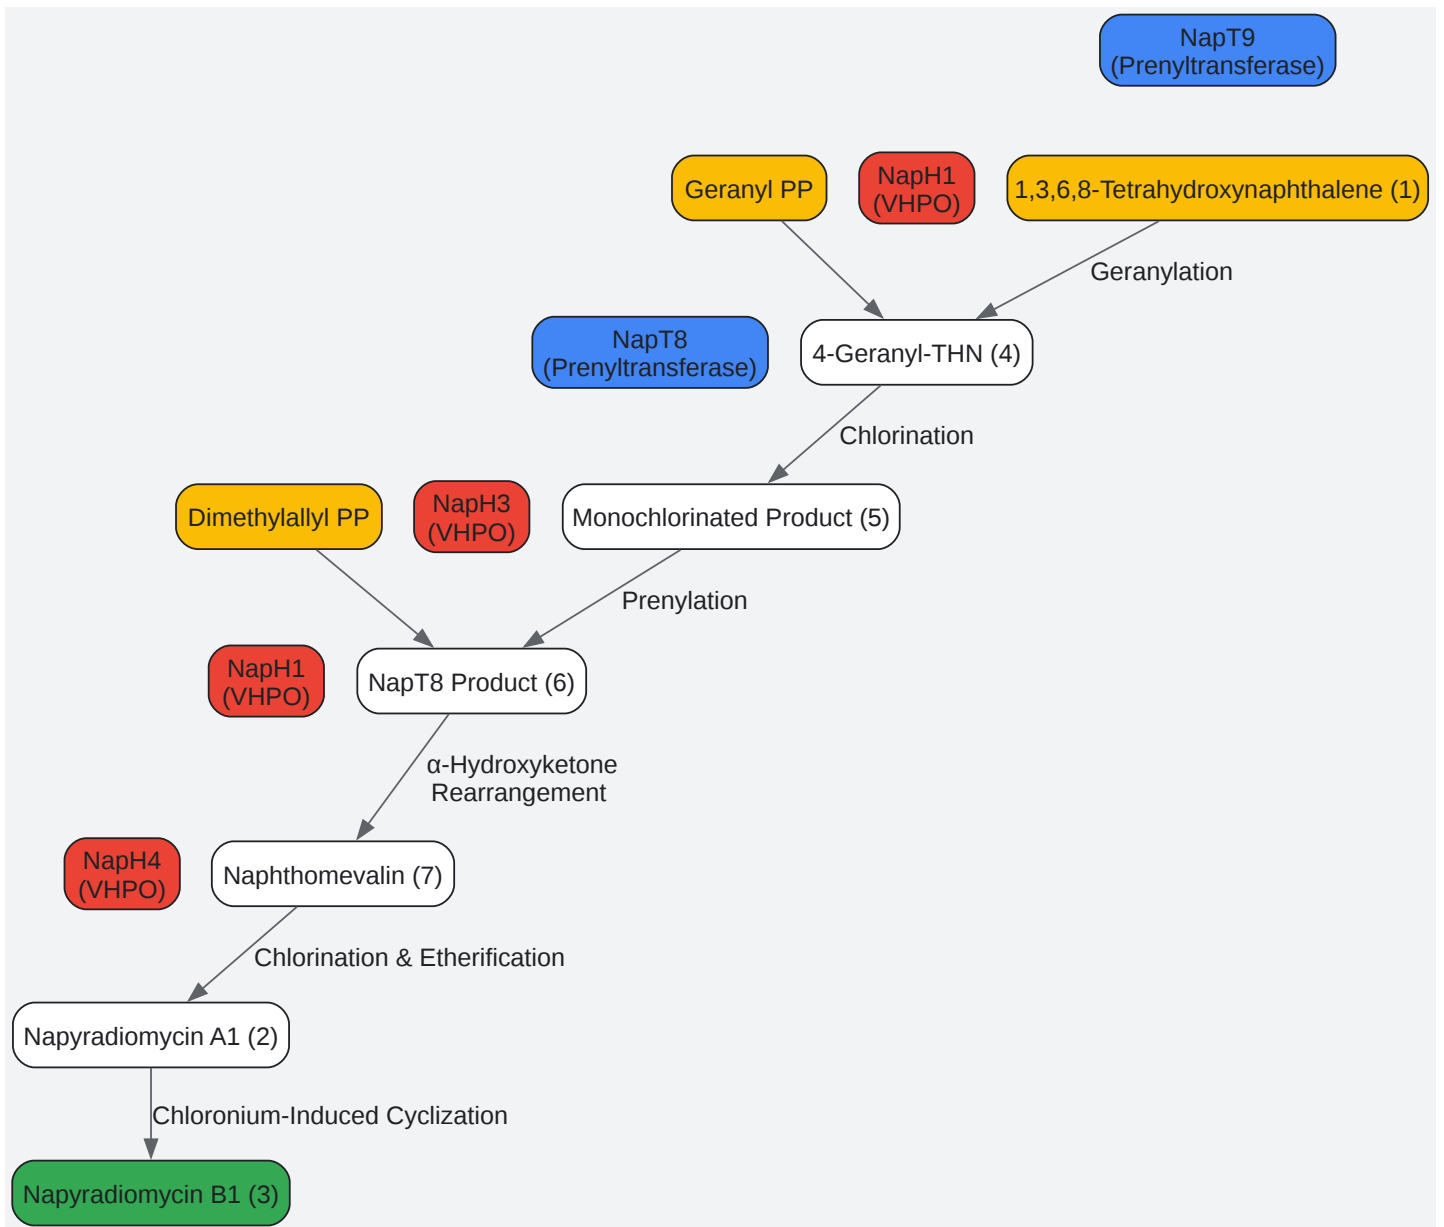 NapT9
(Prenyltransferase)
Geranyl PP
NapH1
(VHPO)
1,3,6,8-Tetrahydroxynaphthalene (1)
Geranylation
NapT8
(Prenyltransferase)
4-Geranyl-THN (4)
Chlorination
Dimethylallyl PP
NapH3
(VHPO)
Monochlorinated Product (5)
Prenylation
NapH1
(VHPO)
NapT8 Product (6)
α-Hydroxyketone
Rearrangement
NapH4
(VHPO)
Naphthomevalin (7)
Chlorination & Etherification
Napyradiomycin A1 (2)
Chloronium-Induced Cyclization
Napyradiomycin B1 (3)